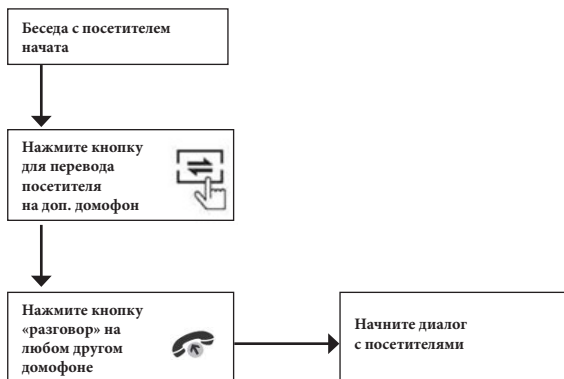 Беседа с посетителем
начата
Нажмите кнопку
для перевода
посетителя
на доп. домофон
Нажмите кнопку
«разговор» на
любом другом
домофоне
Начните диалог
с посетителями